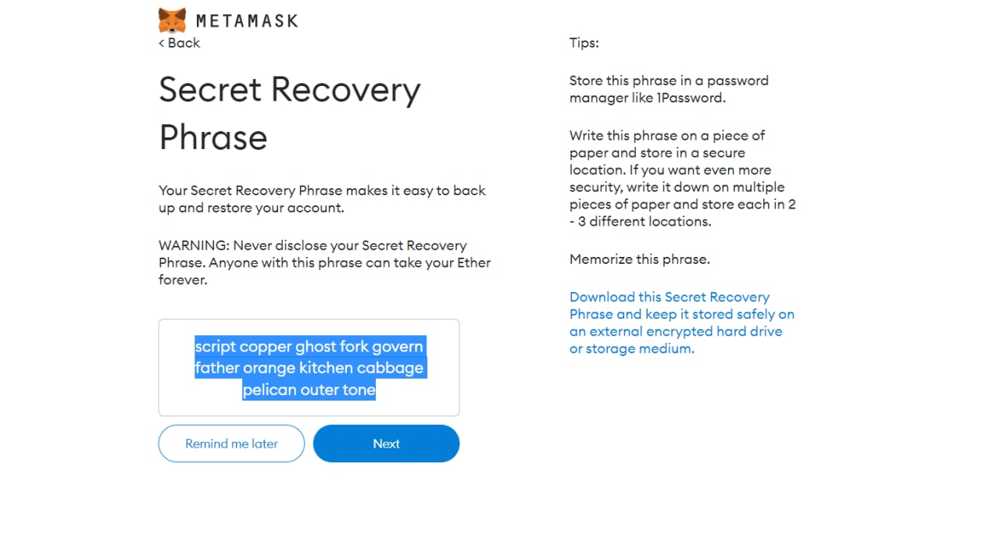 METAMASK
< Back
Secret Recovery
Phrase
Your Secret Recovery Phrase makes it easy to back
up and restore your account.
WARNING: Never disclose your Secret Recovery
Phrase. Anyone with this phrase can take your Ether
forever.
script copper ghost fork govern
father orange kitchen cabbage
pelican outer tone
Remind me later
Next
Tips:
Store this phrase in a password
manager like 1Password.
Write this phrase on a piece of
paper and store in a secure
location. If you want even more
security, write it down on multiple
pieces of paper and store each in 2
- 3 different locations.
Memorize this phrase.
Download this Secret Recovery
Phrase and keep it stored safely on
an external encrypted hard drive
or storage medium.